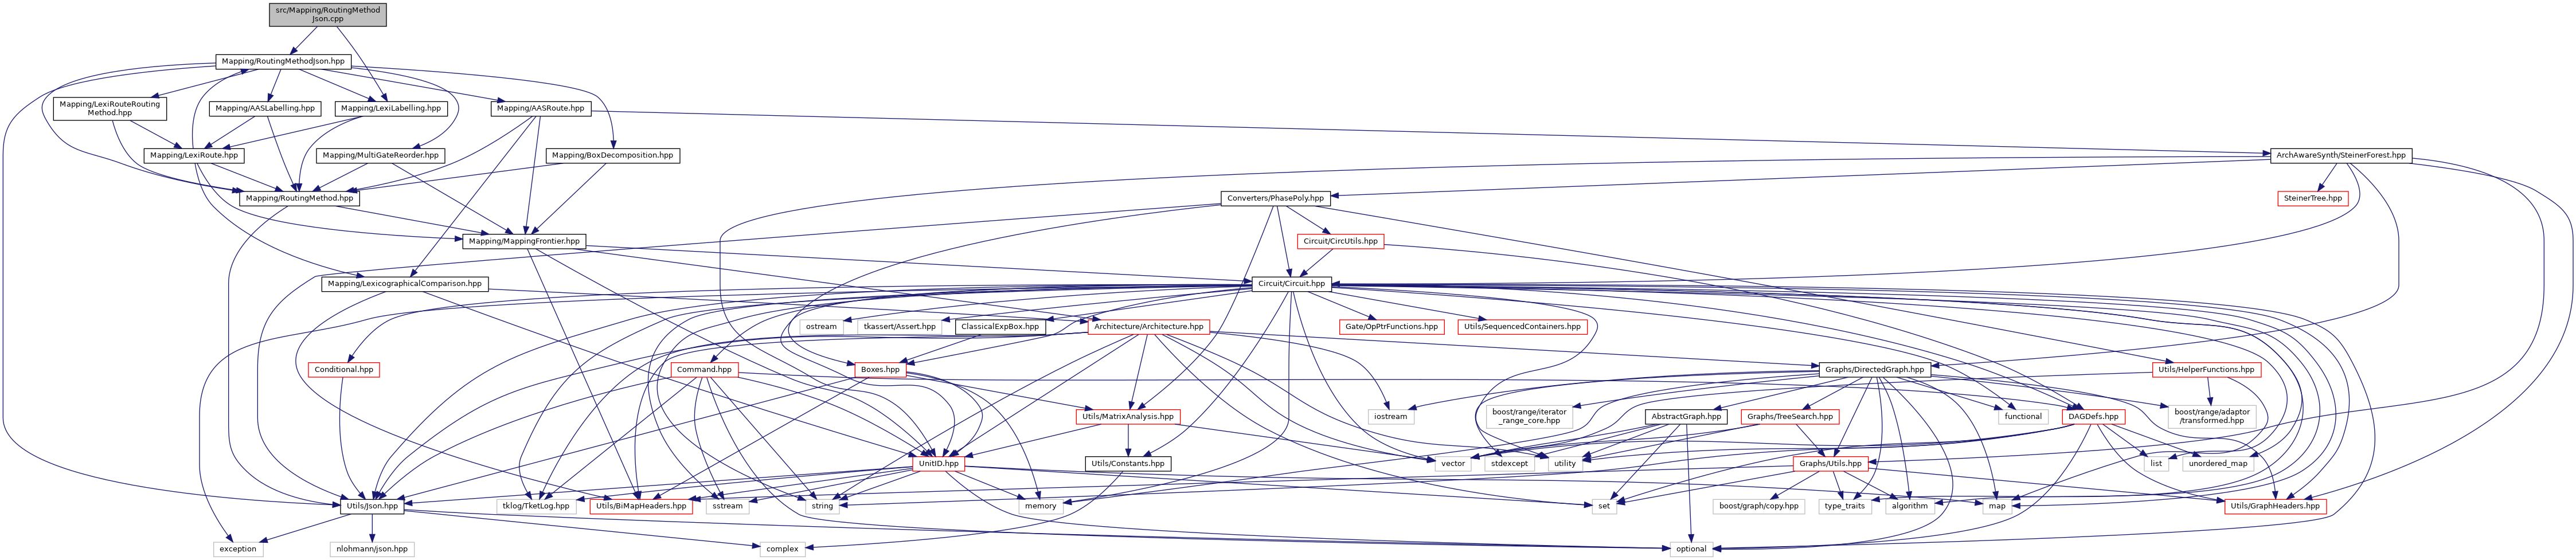 src/Mapping/RoutingMethod
Json.cpp
Mapping/RoutingMethodJson.hpp
Mapping/LexiRouteRouting
Method.hpp
Mapping/AASLabelling.hpp
Mapping/LexiLabelling.hpp
Mapping/AASRoute.hpp
Mapping/LexiRoute.hpp
Mapping/MultiGateReorder.hpp
Mapping/BoxDecomposition.hpp
ArchAwareSynth/SteinerForest.hpp
Mapping/RoutingMethod.hpp
Converters/PhasePoly.hpp
SteinerTree.hpp
Mapping/MappingFrontier.hpp
Circuit/CircUtils.hpp
Mapping/LexicographicalComparison.hpp
Circuit/Circuit.hpp
ostream
tkassert/Assert.hpp
ClassicalExpBox.hpp
Architecture/Architecture.hpp
Gate/OpPtrFunctions.hpp
Utils/SequencedContainers.hpp
Conditional.hpp
Command.hpp
Boxes.hpp
Graphs/DirectedGraph.hpp
Utils/HelperFunctions.hpp
Utils/MatrixAnalysis.hpp
iostream
boost/range/iterator
_range_core.hpp
AbstractGraph.hpp
Graphs/TreeSearch.hpp
functional
DAGDefs.hpp
boost/range/adaptor
/transformed.hpp
UnitID.hpp
Utils/Constants.hpp
vector
stdexcept
utility
Graphs/Utils.hpp
list
unordered_map
Utils/Json.hpp
tklog/TketLog.hpp
Utils/BiMapHeaders.hpp
sstream
string
memory
set
boost/graph/copy.hpp
type_traits
algorithm
map
Utils/GraphHeaders.hpp
exception
nlohmann/json.hpp
complex
optional